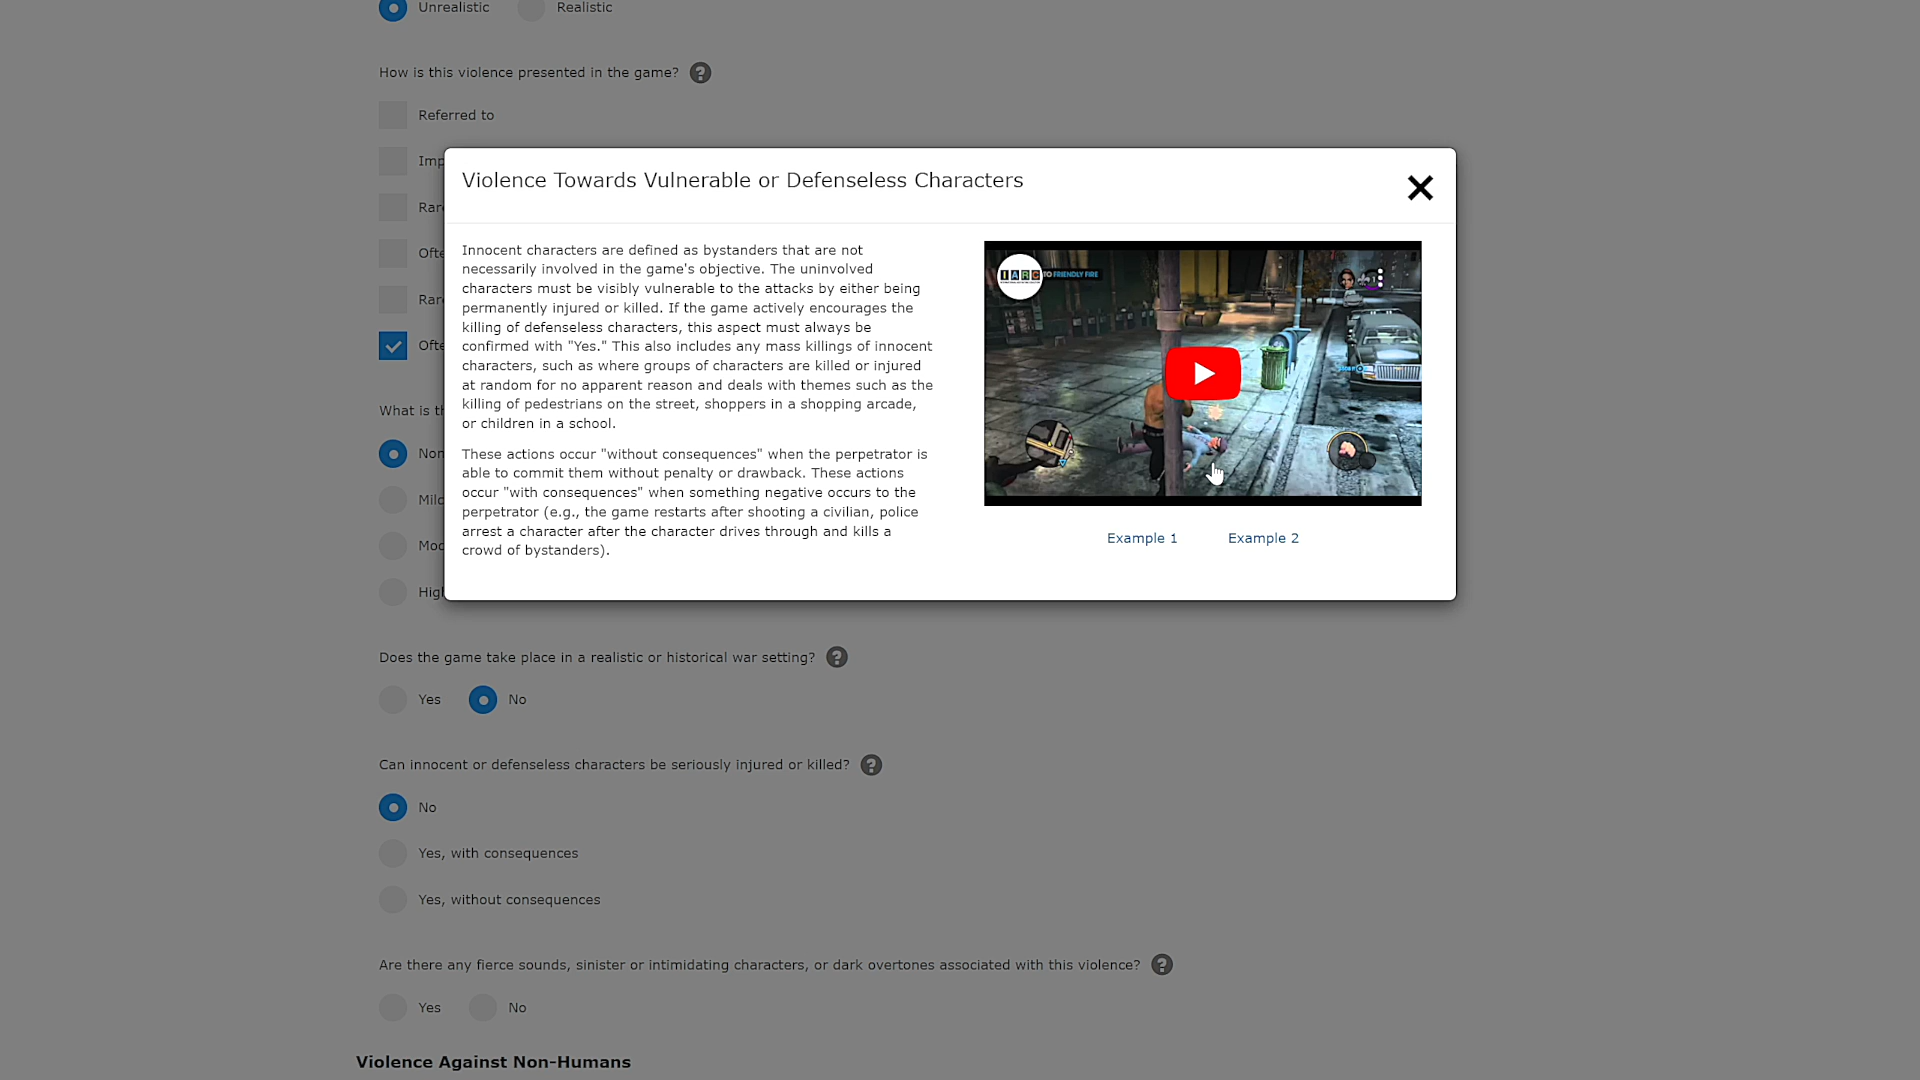 Unrealistic Realistic
How is this violence presented in the game? ?
Referred to
Imp
Rar
Ofte
Rar
Ofte
What is th
Non
Mild
Mod
High
Violence Towards Vulnerable or Defenseless Characters
Innocent characters are defined as bystanders that are not
necessarily involved in the game's objective. The uninvolved
characters must be visibly vulnerable to the attacks by either being
permanently injured or killed. If the game actively encourages the
killing of defenseless characters, this aspect must always be
confirmed with "Yes." This also includes any mass killings of innocent
characters, such as where groups of characters are killed or injured
at random for no apparent reason and deals with themes such as the
killing of pedestrians on the street, shoppers in a shopping arcade,
or children in a school.
These actions occur "without consequences" when the perpetrator is
able to commit them without penalty or drawback. These actions
occur "with consequences" when something negative occurs to the
perpetrator (e.g., the game restarts after shooting a civilian, police
arrest a character after the character drives through and kills a
crowd of bystanders).
IARC
TO FRIENDLY FIRE
Example 1 Example 2
Does the game take place in a realistic or historical war setting? ?
Yes No
Can innocent or defenseless characters be seriously injured or killed? ?
No
Yes, with consequences
Yes, without consequences
Are there any fierce sounds, sinister or intimidating characters, or dark overtones associated with this violence? ?
Yes No
Violence Against Non-Humans